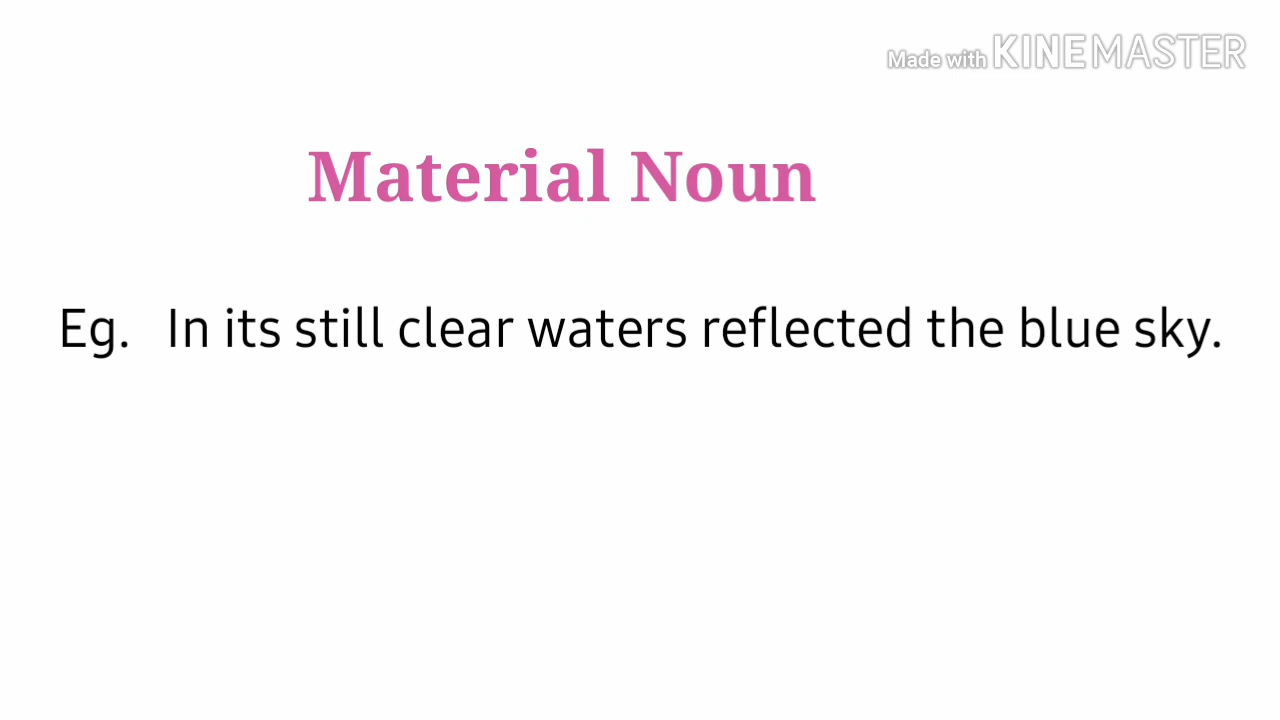 Made with KINEMASTER
Material Noun
Eg. In its still clear waters reflected the blue sky.